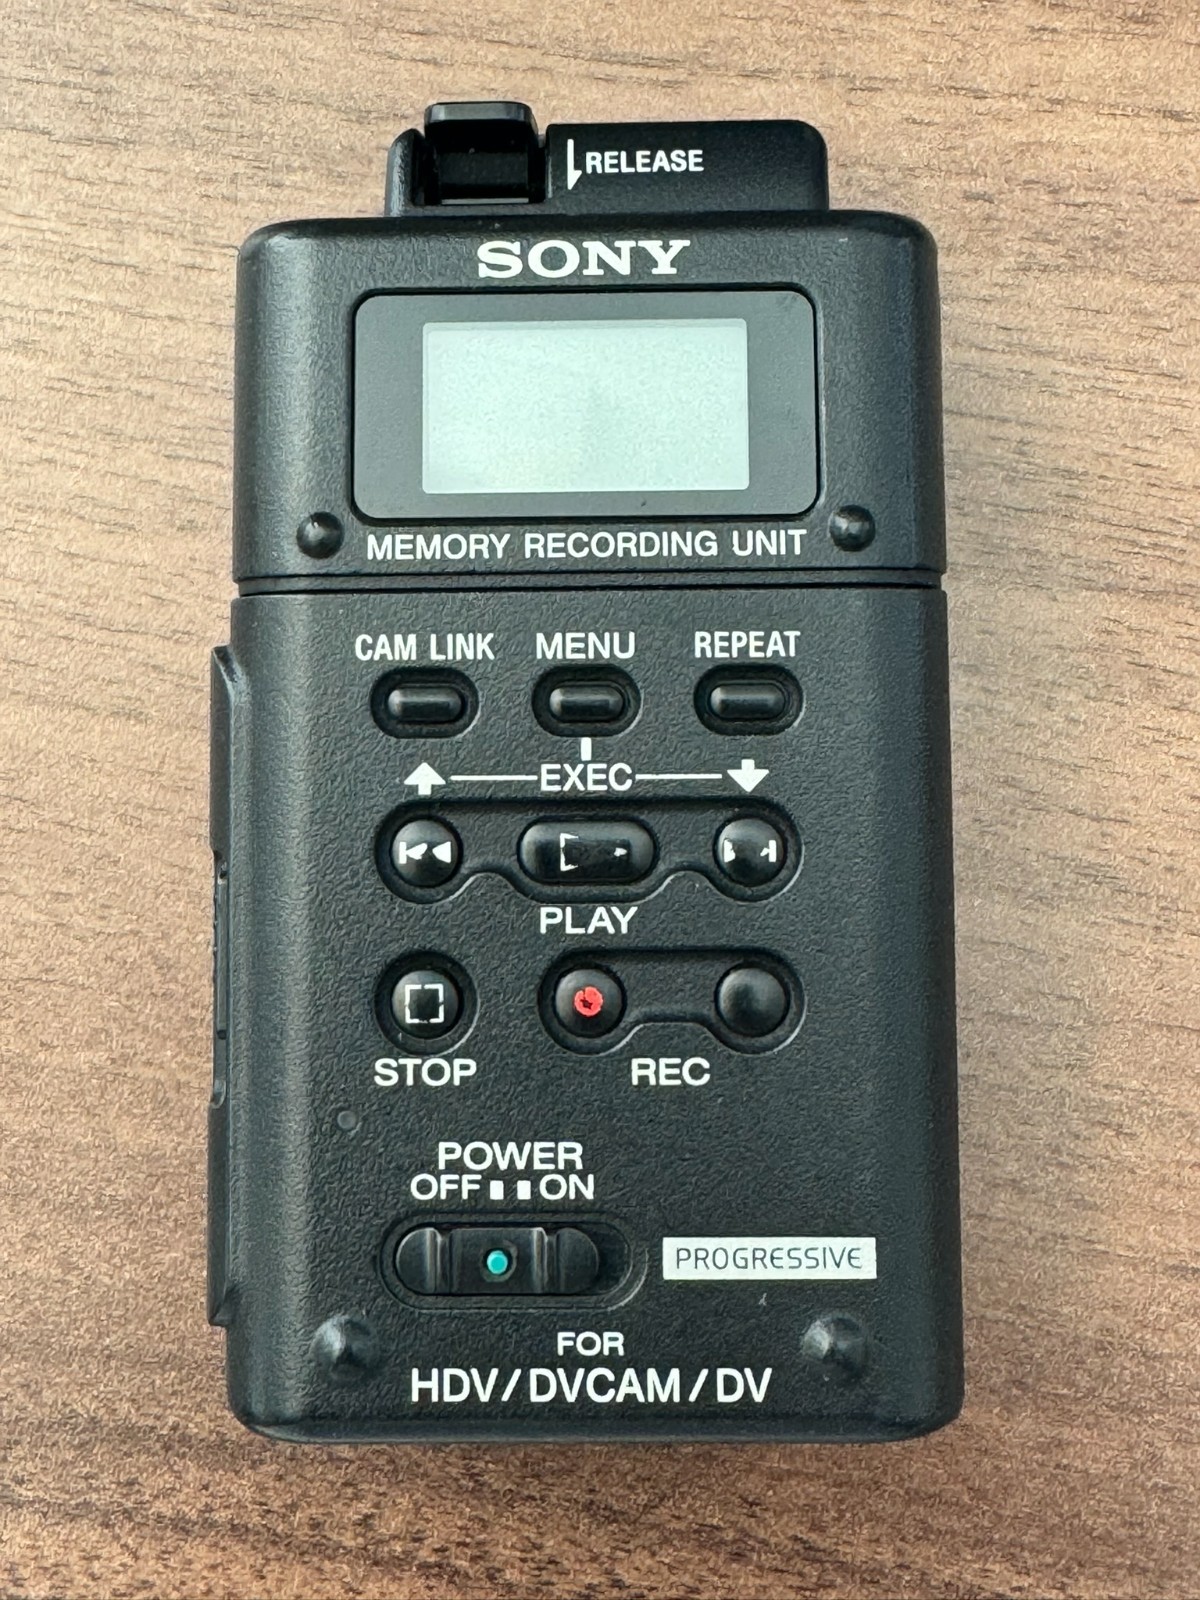 RELEASE
SONY
MEMORY RECORDING UNIT
CAM LINK MENU REPEAT
EXEC
PLAY
STOP REC
POWER
OFF ON
PROGRESSIVE
FOR
HDV/DVCAM/DV